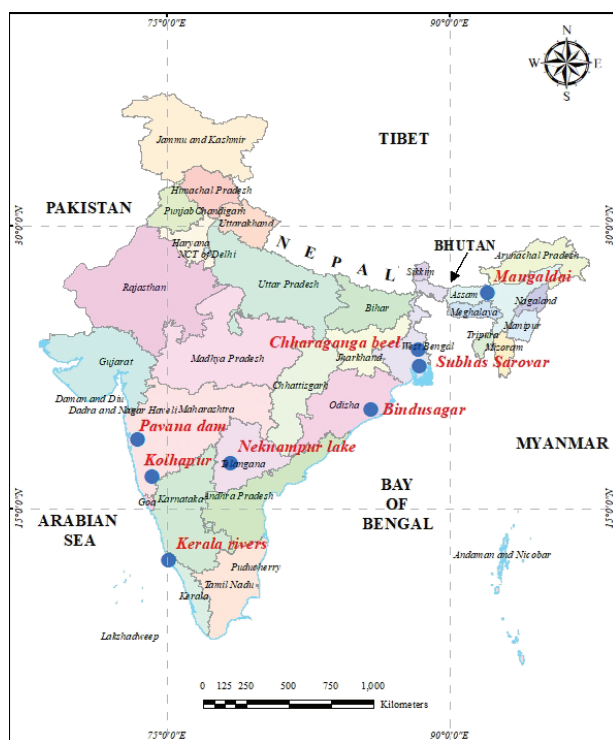 75°0'0"E 90°0'0"E
N
W E
S
TIBET
Jammu and Kashmir
Himachal Pradesh
PAKISTAN
Punjab Chandigarh
Uttarakhand
30°0'0"N 30°0'0"N
Haryana
NCT of Delhi
NEPAL
BHUTAN
Arunachal Pradesh
Sikkim
Maugaldai
Rajasthan
Uttar Pradesh
Assam
Nagaland
Bihar
Meghalaya
Manipur
Tripura
Mizoram
Chharaganga beel
West Bengal
Gujarat
Madhya Pradesh
Jharkhand
Subhas Sarovar
Chhattisgarh
Daman and Diu
Dadra and Nagar Haveli
Maharashtra
Odisha
Bindusagar
Pavana dam
Neknampur lake
MYANMAR
Koihapur
Telangana
BAY
OF
BENGAL
Goa
Karnataka
Andhra Pradesh
15°0'0"N 15°0'0"N
ARABIAN
SEA
Kerala rivers
Andaman and Nicobar
Puducherry
Tamil Nadu
Kerala
Lakshadweep
0 125 250 500 750 1,000
Kilometers
75°0'0"E 90°0'0"E